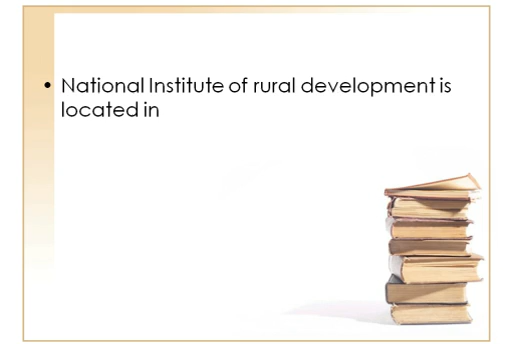 • National Institute of rural development is
located in